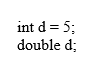 int d = 5;
double d;